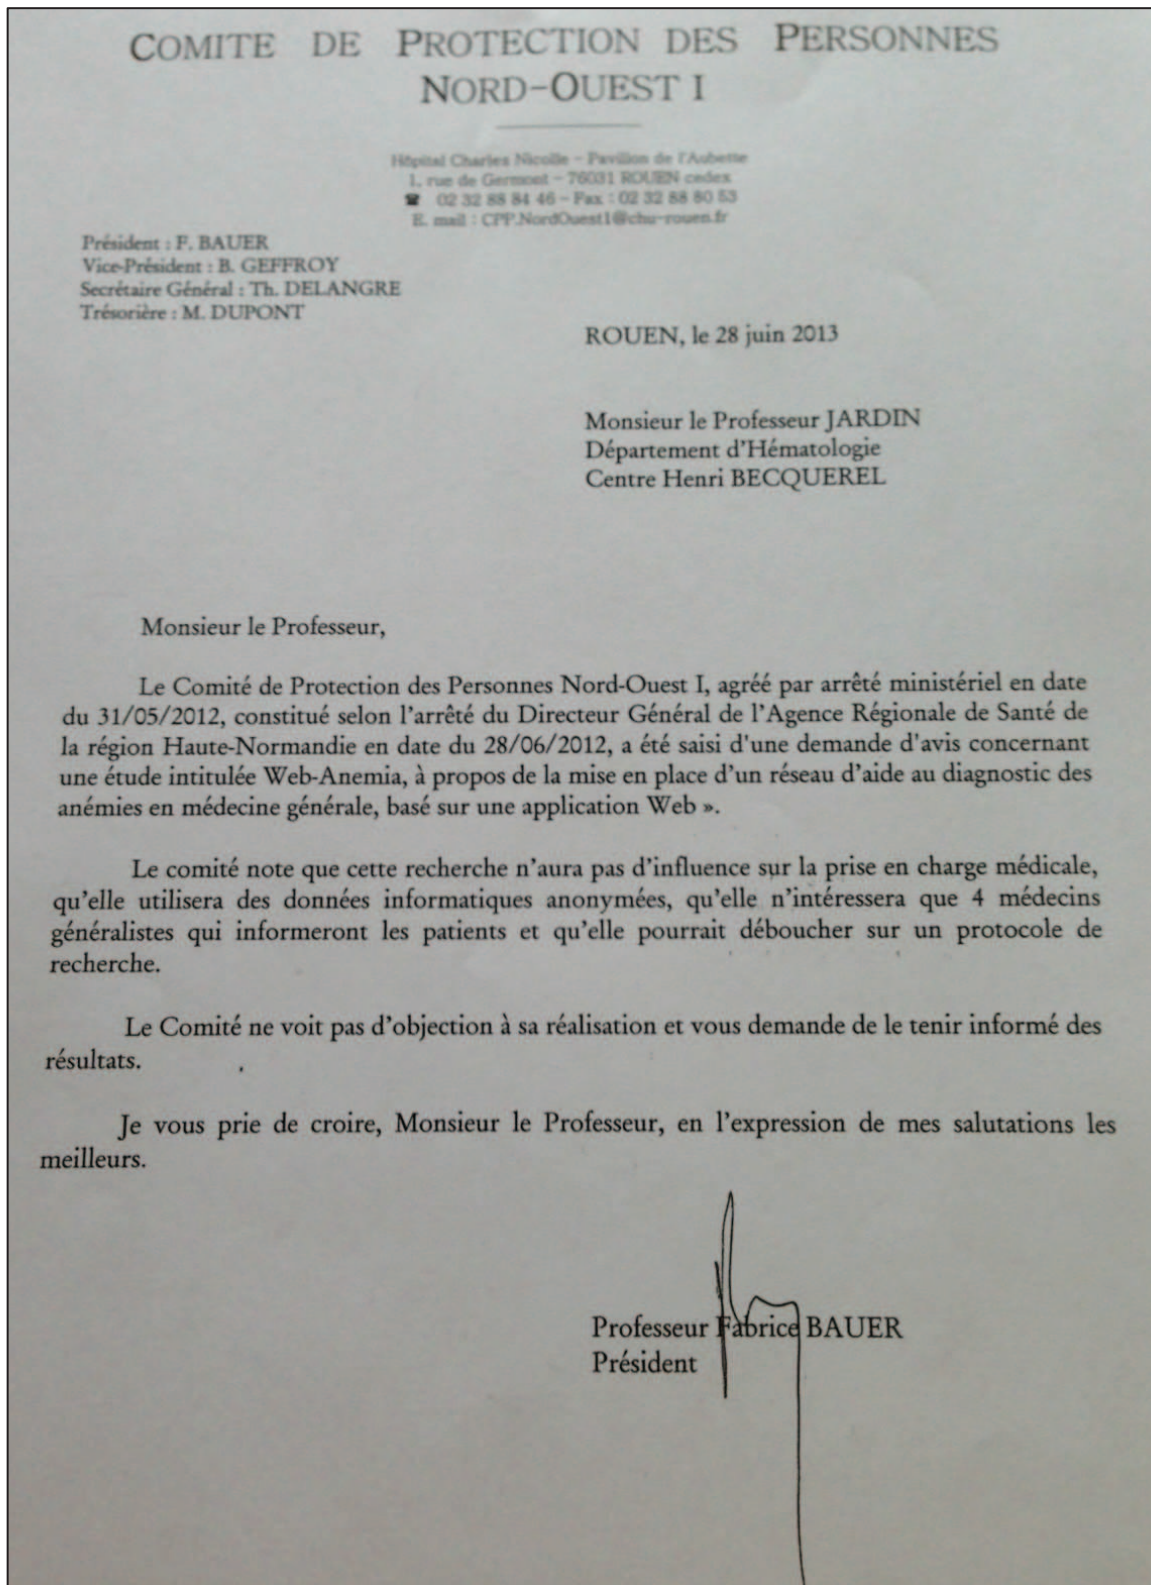 COMITE DE PROTECTION DES PERSONNES
NORD-OUEST I
Hôpital Charles Nicolle - Pavillon de l'Aubette
1, rue de Germont - 76031 ROUEN cedex
☎ 02 32 88 84 46 - Fax : 02 32 88 80 53
E. mail : CPP.NordOuest1@chu-rouen.fr
Président : F. BAUER
Vice-Président : B. GEFFROY
Secrétaire Général : Th. DELANGRE
Trésorière : M. DUPONT
ROUEN, le 28 juin 2013
Monsieur le Professeur JARDIN
Département d'Hématologie
Centre Henri BECQUEREL
Monsieur le Professeur,
Le Comité de Protection des Personnes Nord-Ouest I, agréé par arrêté ministériel en date
du 31/05/2012, constitué selon l'arrêté du Directeur Général de l'Agence Régionale de Santé de
la région Haute-Normandie en date du 28/06/2012, a été saisi d'une demande d'avis concernant
une étude intitulée Web-Anemia, à propos de la mise en place d'un réseau d'aide au diagnostic des
anémies en médecine générale, basé sur une application Web ».
Le comité note que cette recherche n'aura pas d'influence sur la prise en charge médicale,
qu'elle utilisera des données informatiques anonymées, qu'elle n'intéressera que 4 médecins
généralistes qui informeront les patients et qu'elle pourrait déboucher sur un protocole de
recherche.
Le Comité ne voit pas d'objection à sa réalisation et vous demande de le tenir informé des
résultats.
Je vous prie de croire, Monsieur le Professeur, en l'expression de mes salutations les
meilleurs.
Professeur Fabrice BAUER
Président